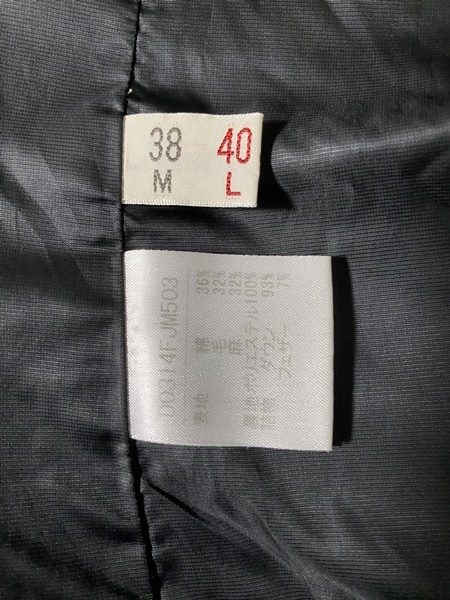 38 40
M L
D0314FJM503
表地 綿 36%
毛 32%
麻 32%
裏地 ポリエステル100%
詰物 ダウン 93%
フェザー 7%